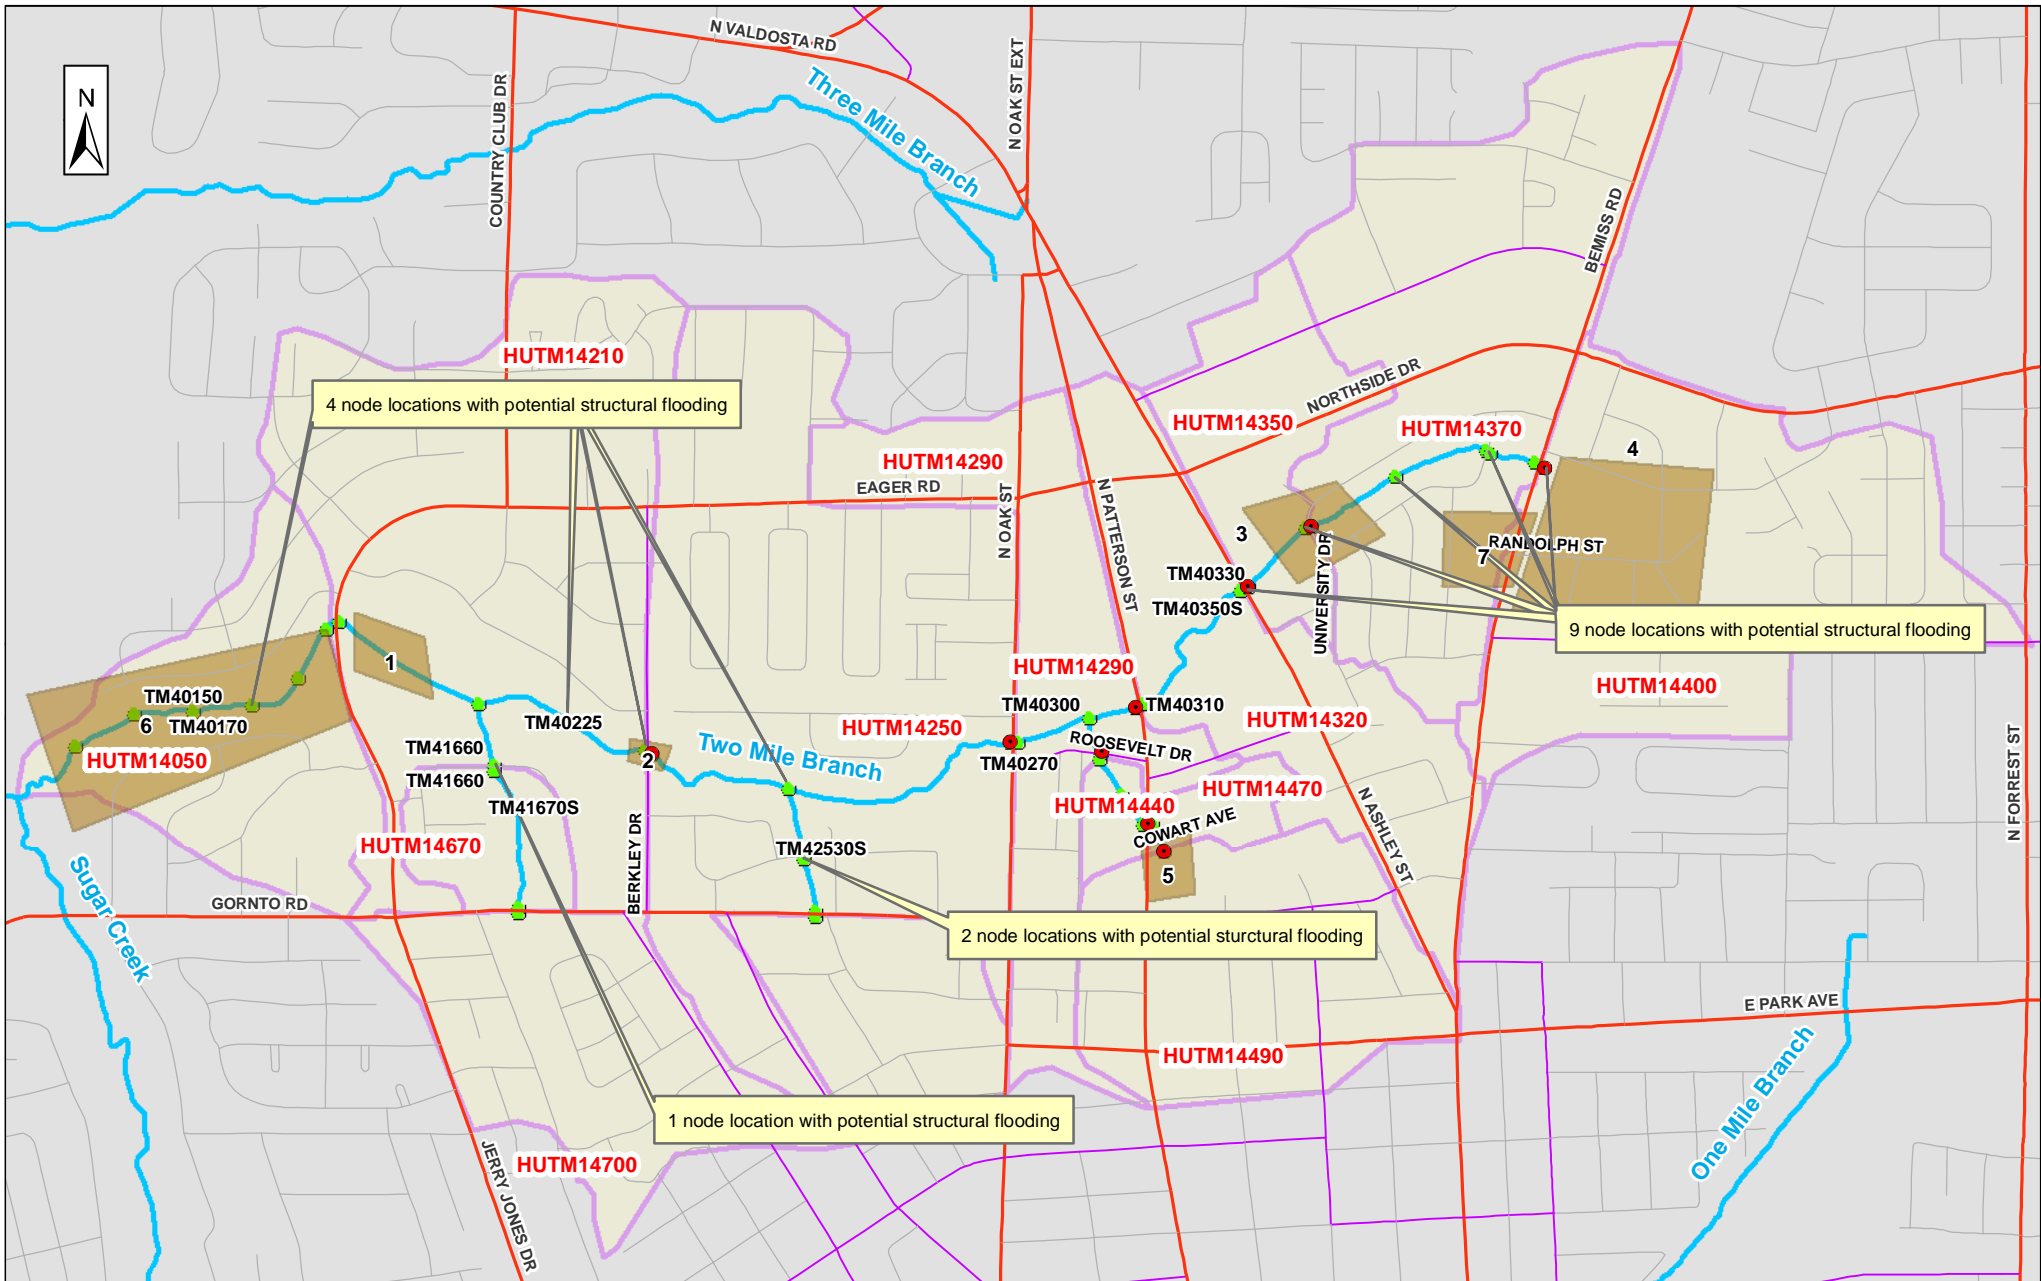 N VALDOSTA RD
N
Three Mile Branch
N OAK ST EXT
COUNTRY CLUB DR
BEMISS RD
HUTM14210
4 node locations with potential structural flooding
NORTHSIDE DR
HUTM14350
HUTM14370
4
HUTM14290
EAGER RD
N OAK ST
N PATTERSON ST
3
UNIVERSITY DR
RANDOLPH ST
7
TM40330
TM40350S
9 node locations with potential structural flooding
1
HUTM14290
HUTM14400
TM40150
6
TM40170
TM40300
TM40310
HUTM14320
TM40225
HUTM14250
Two Mile Branch
2
ROOSEVELT DR
TM40270
HUTM14050
TM41660
TM41660
TM41670S
HUTM14440
HUTM14470
COWART AVE
N ASHLEY ST
N FORREST ST
HUTM14670
BERKLEY DR
TM42530S
5
Sugar Creek
GORNTO RD
2 node locations with potential sturctural flooding
E PARK AVE
HUTM14490
One Mile Branch
1 node location with potential structural flooding
HUTM14700
JERRY JONES DR